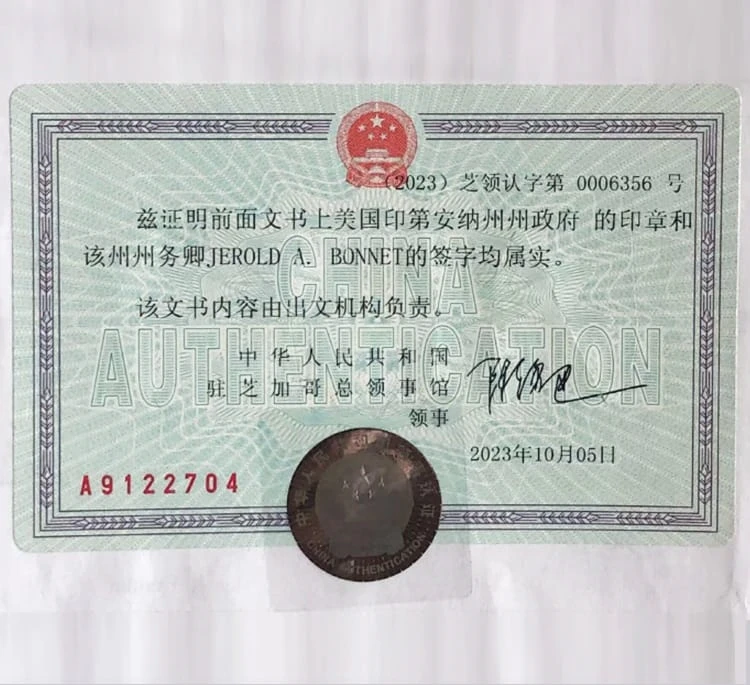 （2023）芝领认字第 0006356 号
兹证明前面文书上美国印第安纳州州政府 的印章和
该州州务卿JEROLD A. BONNET的签字均属实。
该文书内容由出文机构负责。
CHINA
AUTHENTICATION
中华人民共和国
驻芝加哥总领事馆
领事
2023年10月05日
A9122704
CHINA AUTHENTICATION